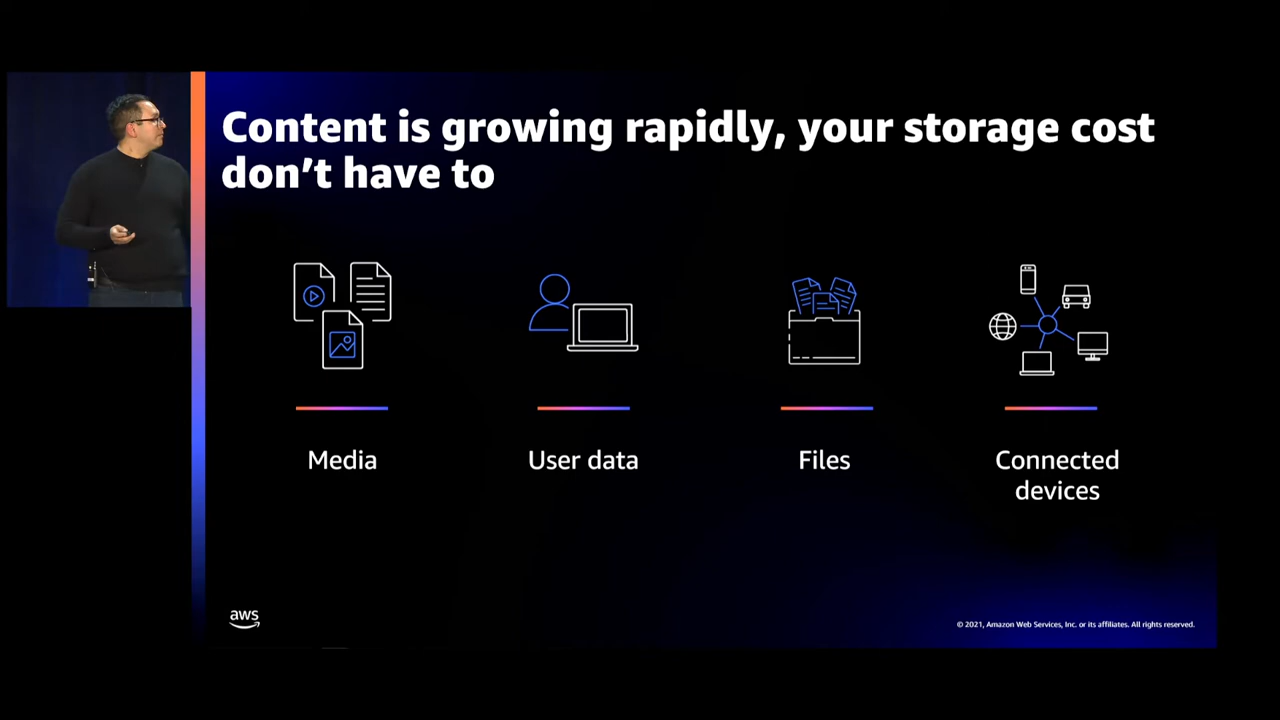 Content is growing rapidly, your storage cost
don't have to
Media
User data
Files
Connected
devices
aws
© 2021, Amazon Web Services, Inc. or its affiliates. All rights reserved.